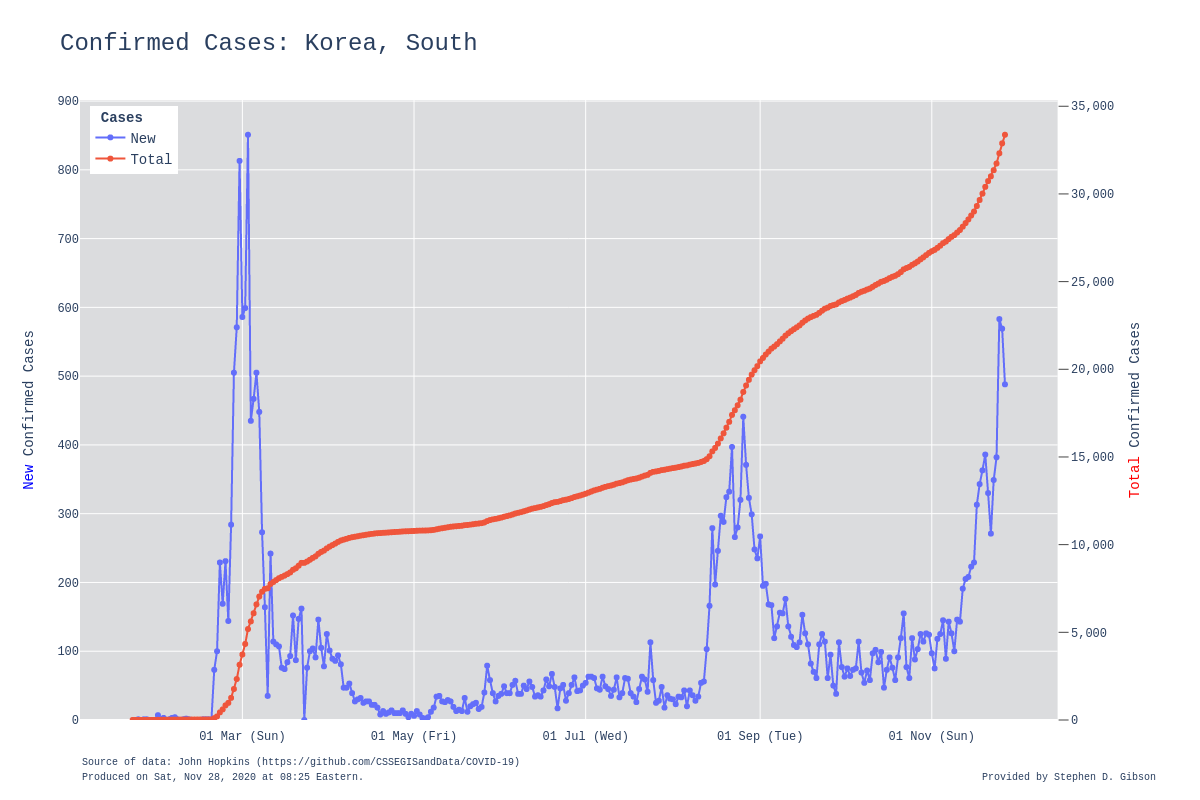 Confirmed Cases: Korea, South
Cases
New
Total
900
800
700
600
500
400
300
200
100
0
35,000
30,000
25,000
20,000
15,000
10,000
5,000
0
New Confirmed Cases
Total Confirmed Cases
01 Mar (Sun)
01 May (Fri)
01 Jul (Wed)
01 Sep (Tue)
01 Nov (Sun)
Source of data: John Hopkins (https://github.com/CSSEGISandData/COVID-19)
Produced on Sat, Nov 28, 2020 at 08:25 Eastern.
Provided by Stephen D. Gibson